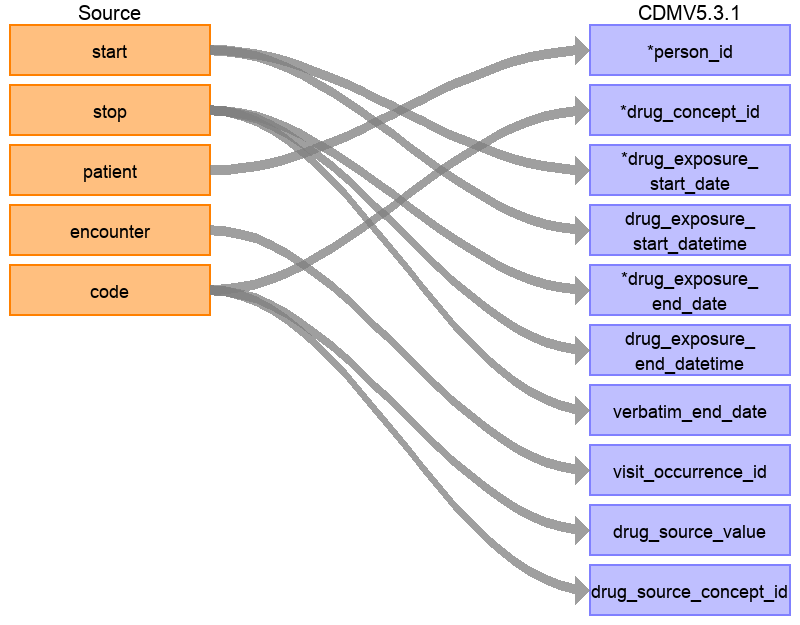 Source
CDMV5.3.1
start
stop
patient
encounter
code
*person_id
*drug_concept_id
*drug_exposure_
start_date
drug_exposure_
start_datetime
*drug_exposure_
end_date
drug_exposure_
end_datetime
verbatim_end_date
visit_occurrence_id
drug_source_value
drug_source_concept_id